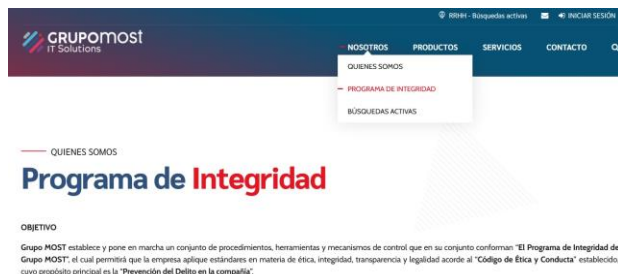 RRHH - Búsquedas activas INICIAR SESIÓN
GRUPOMOST
IT Solutions
NOSOTROS PRODUCTOS SERVICIOS CONTACTO
QUIENES SOMOS
PROGRAMA DE INTEGRIDAD
BÚSQUEDAS ACTIVAS
QUIENES SOMOS
Programa de Integridad
OBJETIVO
Grupo MOST establece y pone en marcha un conjunto de procedimientos, herramientas y mecanismos de control que en su conjunto conforman "El Programa de Integridad de
Grupo MOST", el cual permitirá que la empresa aplique estándares en materia de ética, integridad, transparencia y legalidad acorde al "Código de Ética y Conducta" establecido,
cuyo propósito principal es la "Prevención del Delito en la compañía".